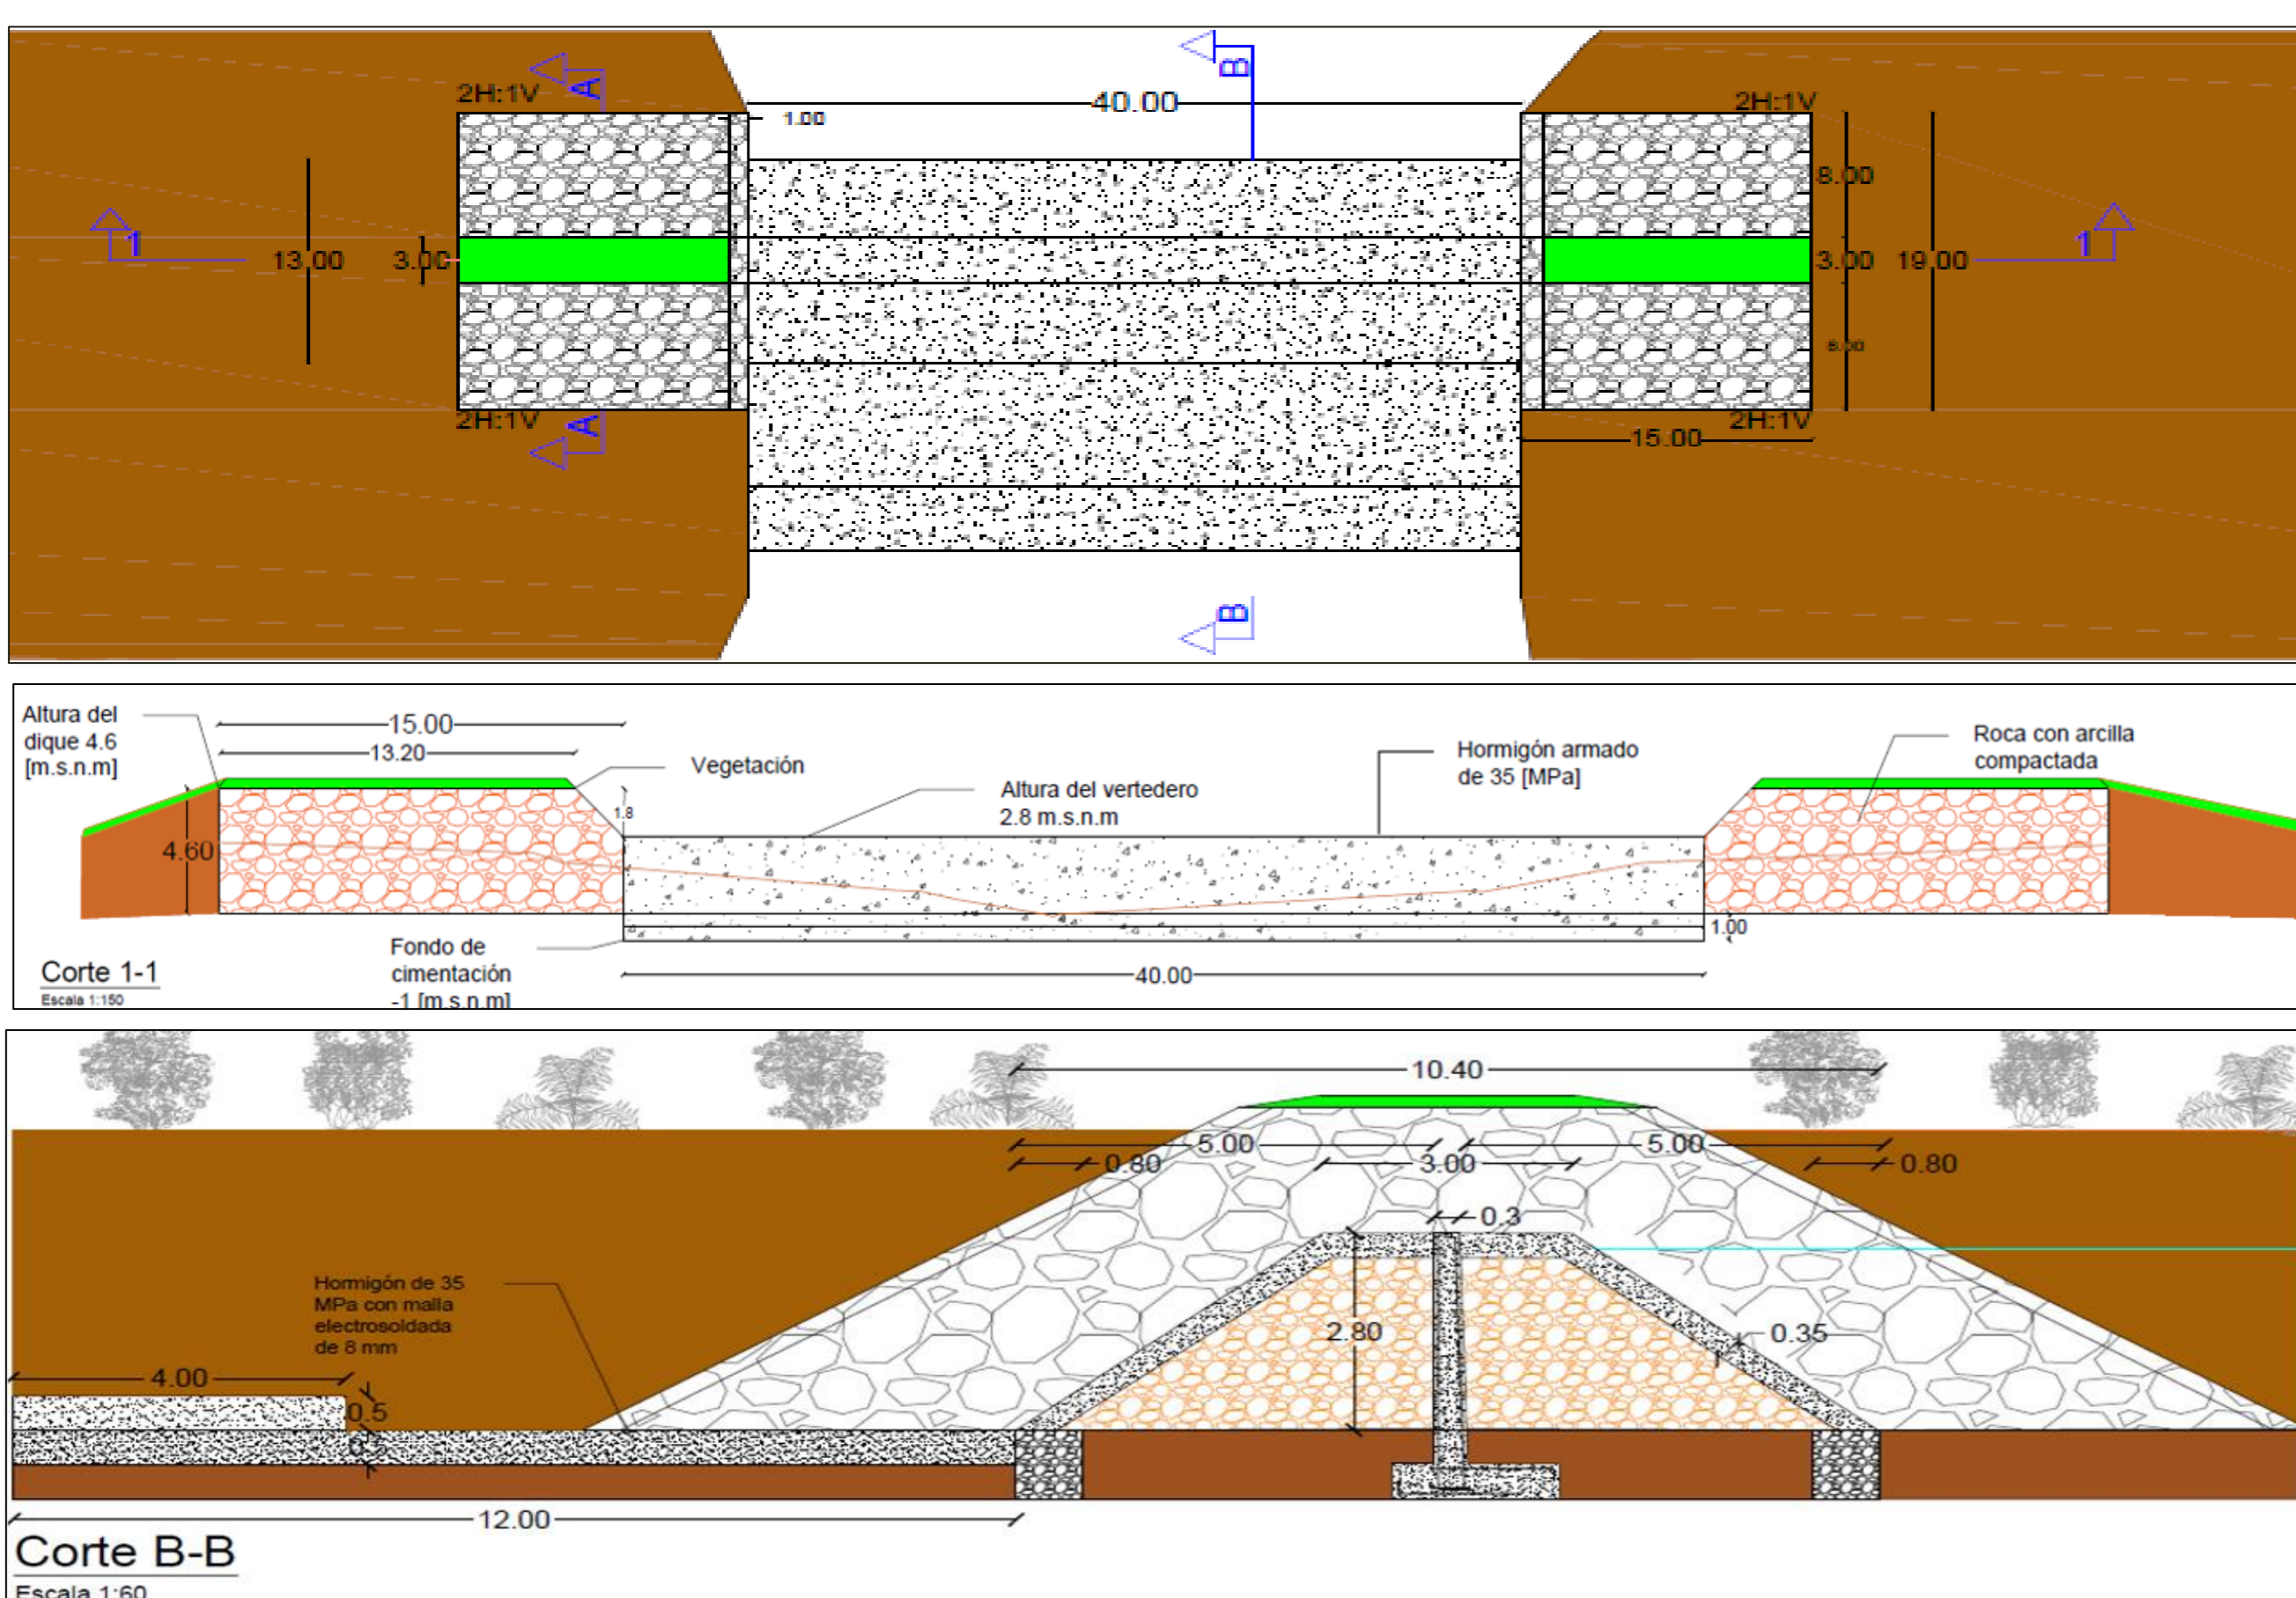 A
B
2H:1V
40.00
2H:1V
1.00
8.00
1
13.00
3.00
3.00
19.00
1
2H:1V
A
2H:1V
15.00
B
Altura del
dique 4.6
[m.s.n.m]
15.00
13.20
Vegetación
1.8
Altura del vertedero
2.8 m.s.n.m
Hormigón armado
de 35 [MPa]
Roca con arcilla
compactada
4.60
Fondo de
cimentación
-1 [m.s.n.m]
1.00
40.00
Corte 1-1
Escala 1:150
10.40
5.00
5.00
0.80
3.00
0.80
0.3
Hormigón de 35
MPa con malla
electrosoldada
de 8 mm
2.80
0.35
4.00
0.5
0.5
12.00
Corte B-B
Escala 1:60